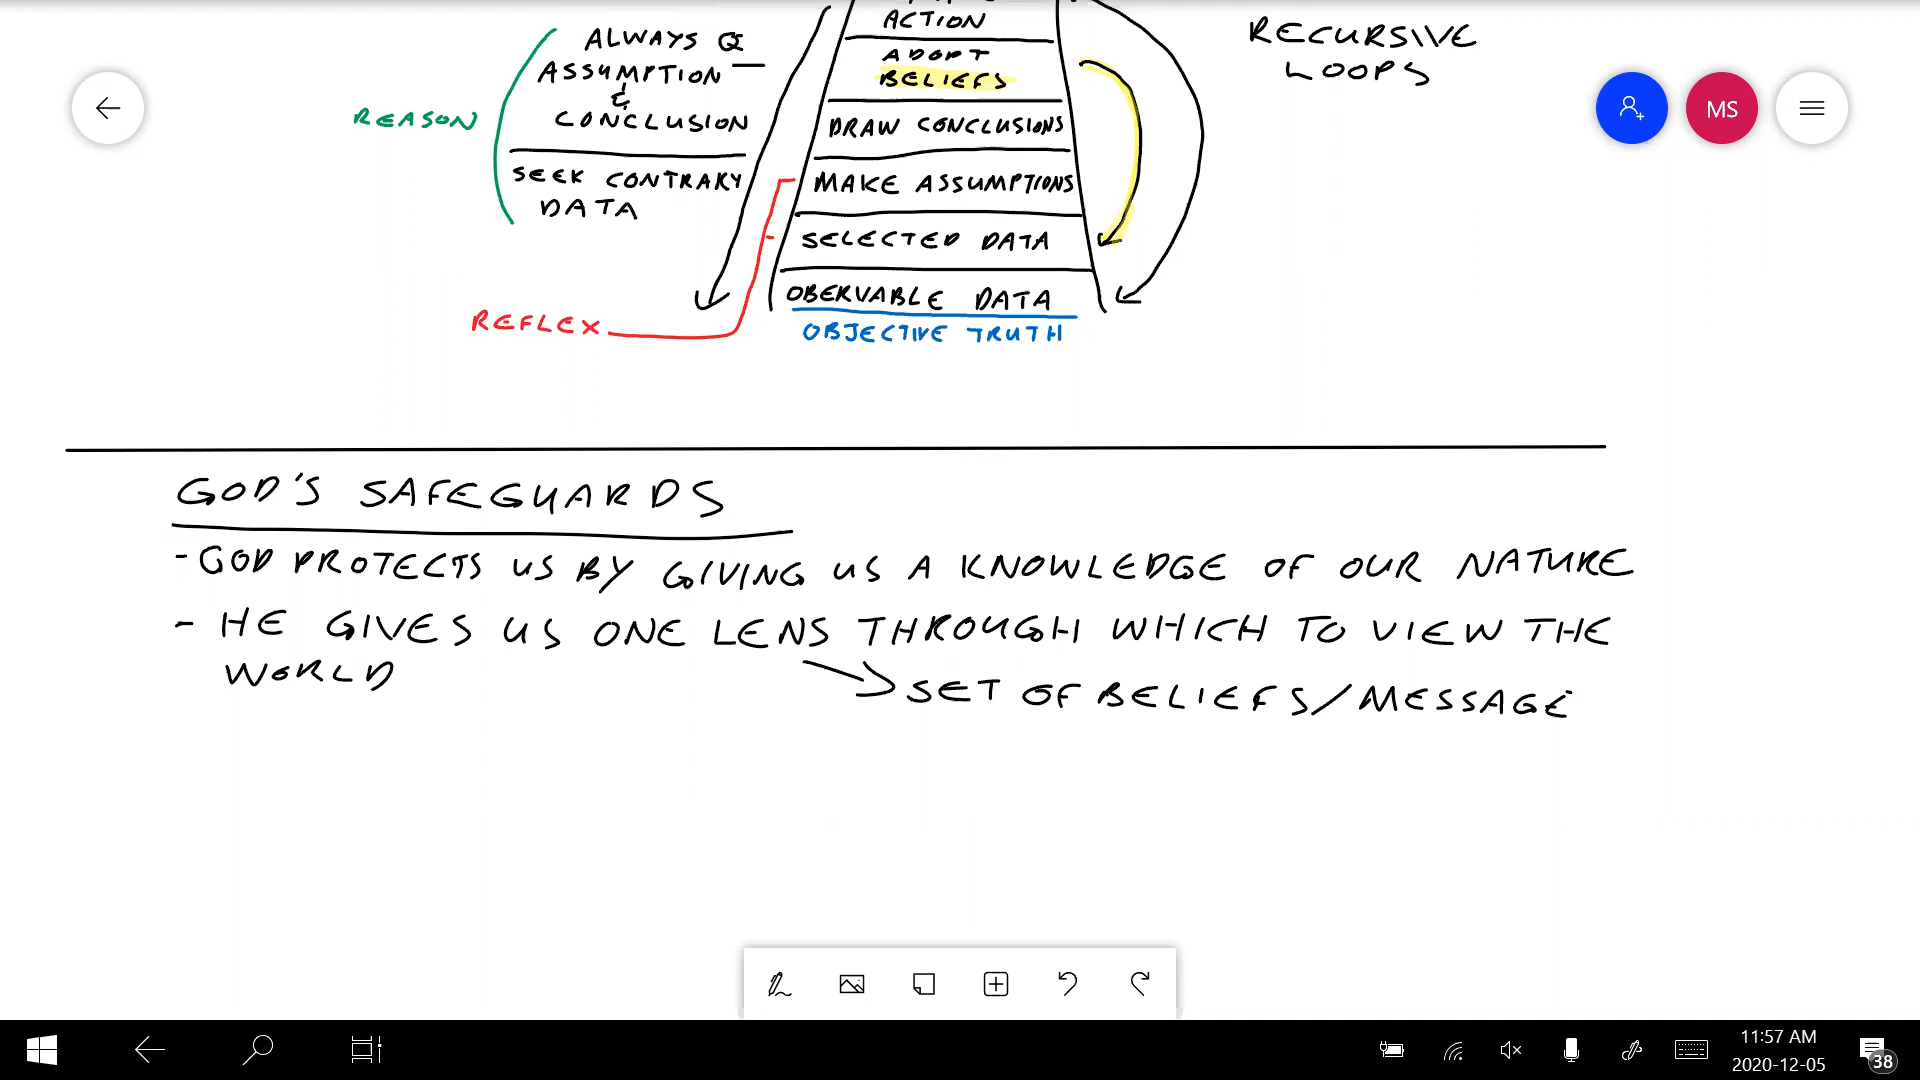 ACTION
ADOPT
BELIEFS
DRAW CONCLUSIONS
MAKE ASSUMPTIONS
SELECTED DATA
OBERVABLE DATA
OBJECTIVE TRUTH
ALWAYS Q
ASSUMPTION
&
CONCLUSION
SEEK CONTRARY
DATA
REASON
REFLEX
RECURSIVE
LOOPS
MS
GOD'S SAFEGUARDS
- GOD PROTECTS US BY GIVING US A KNOWLEDGE OF OUR NATURE
- HE GIVES US ONE LENS THROUGH WHICH TO VIEW THE
WORLD
SET OF BELIEFS/MESSAGE
11:57 AM
2020-12-05
38